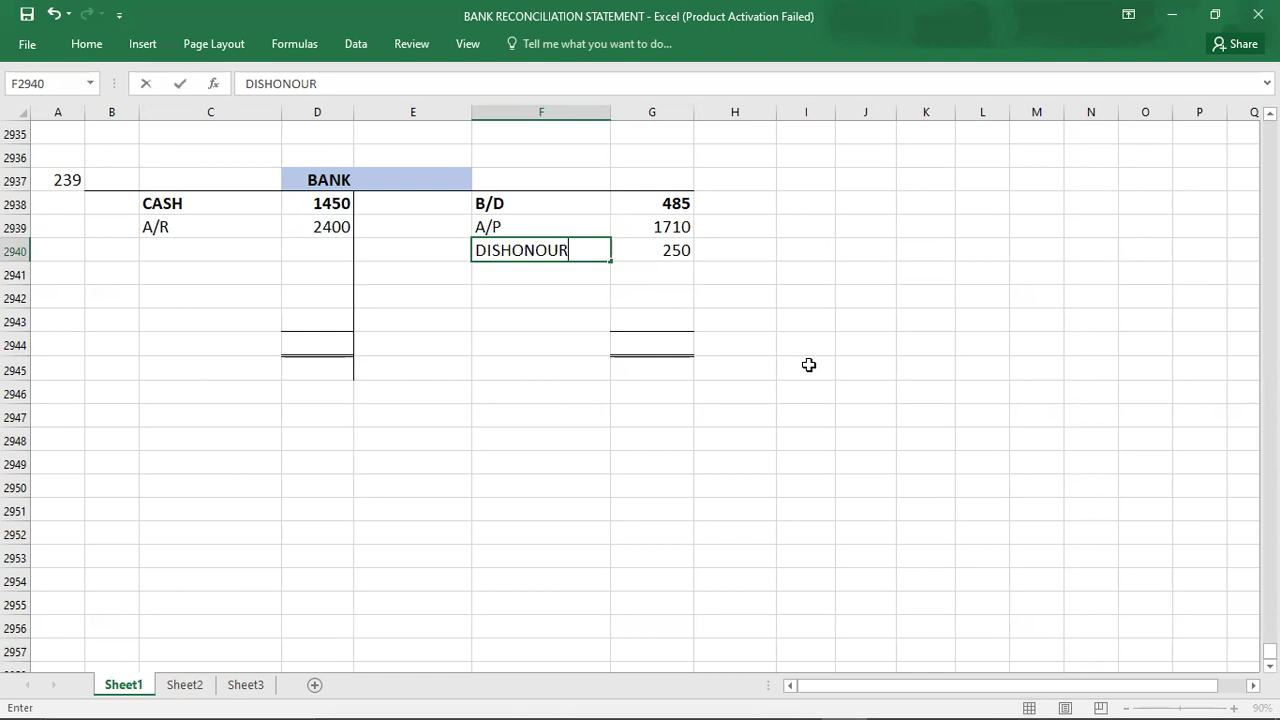 BANK RECONCILIATION STATEMENT - Excel (Product Activation Failed)
File Home Insert Page Layout Formulas Data Review View Tell me what you want to do... Share
F2940 fx DISHONOUR
A B C D E F G H I J K L M N O P Q
2935
2936
2937 239 BANK
2938 CASH 1450 B/D 485
2939 A/R 2400 A/P 1710
2940 DISHONOUR 250
2941
2942
2943
2944
2945
2946
2947
2948
2949
2950
2951
2952
2953
2954
2955
2956
2957
Sheet1 Sheet2 Sheet3
Enter 90%